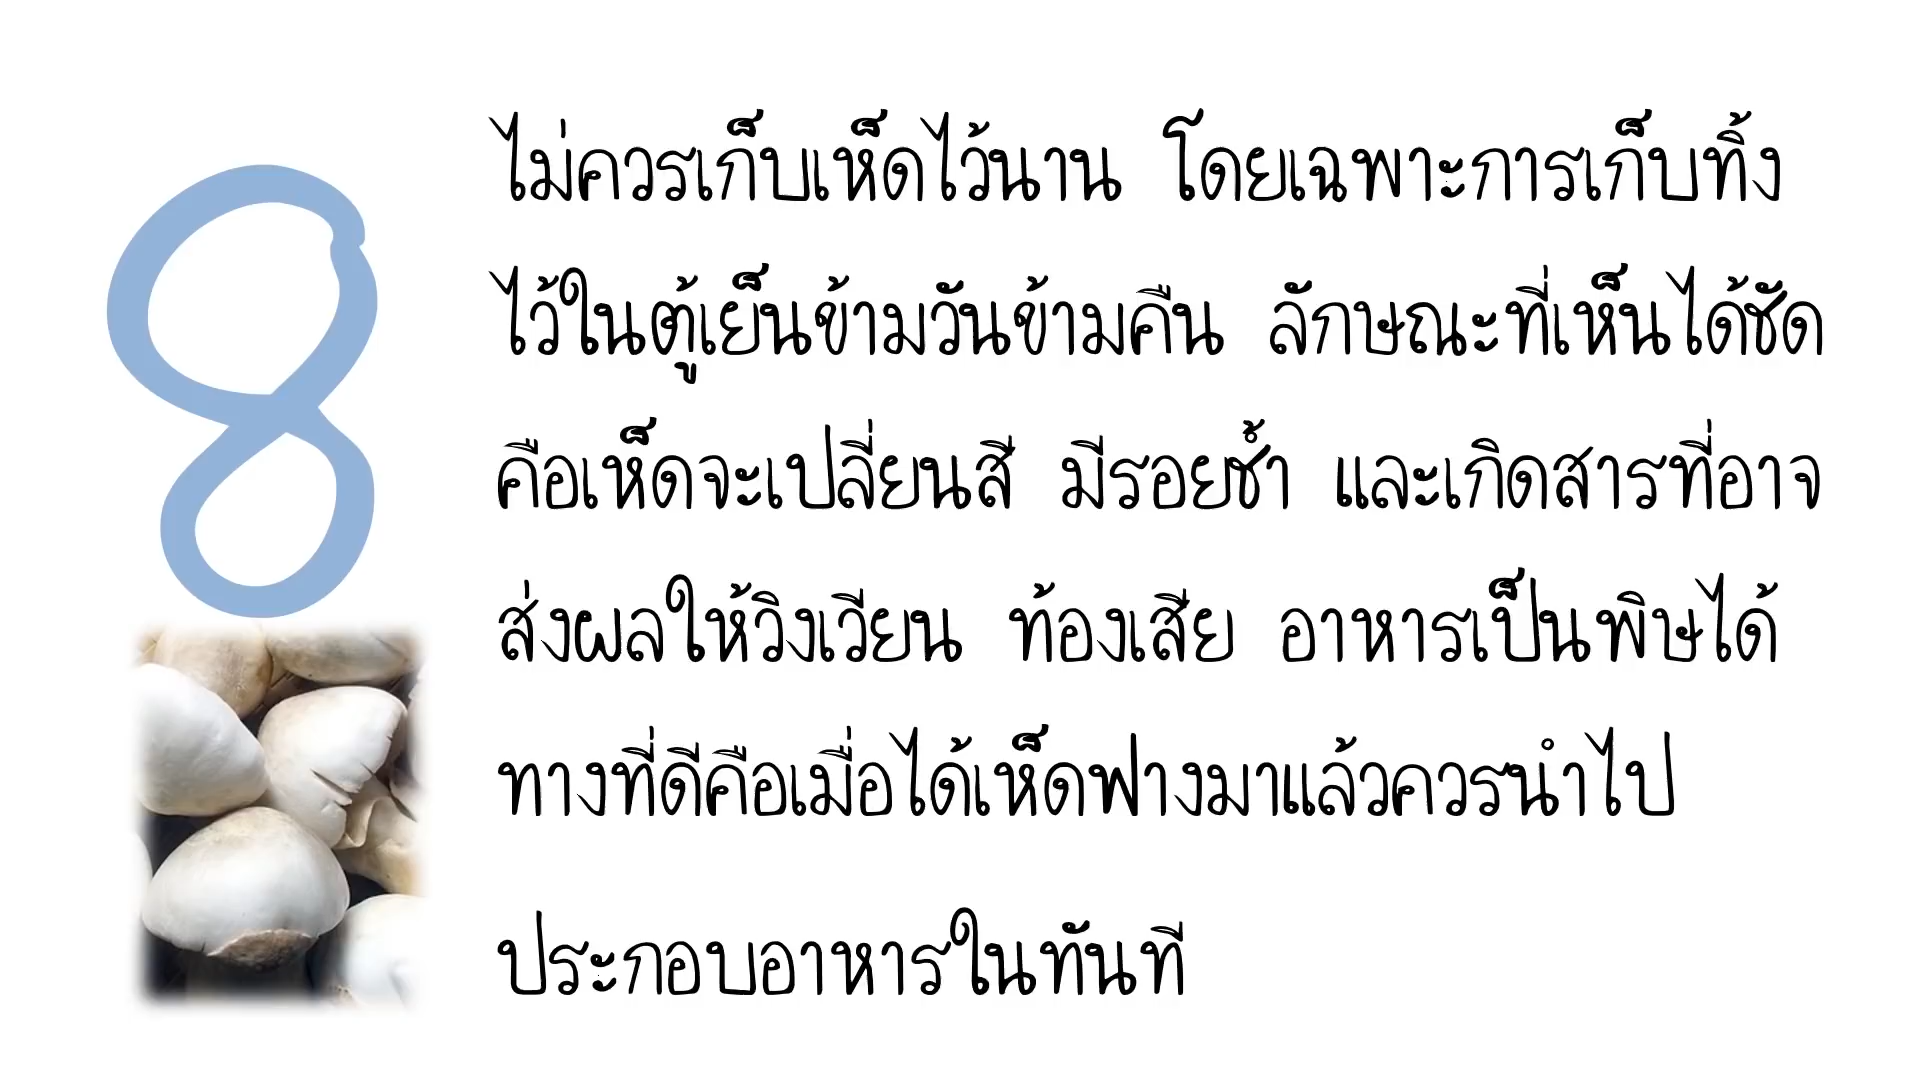 8
ไม่ควรเก็บเห็ดไว้นาน โดยเฉพาะการเก็บทิ้ง
ไว้ในตู้เย็นข้ามวันข้ามคืน ลักษณะที่เห็นได้ชัด
คือเห็ดจะเปลี่ยนสี มีรอยช้ำ และเกิดสารที่อาจ
ส่งผลให้วิงเวียน ท้องเสีย อาหารเป็นพิษได้
ทางที่ดีคือเมื่อได้เห็ดฟางมาแล้วควรนำไป
ประกอบอาหารในทันที